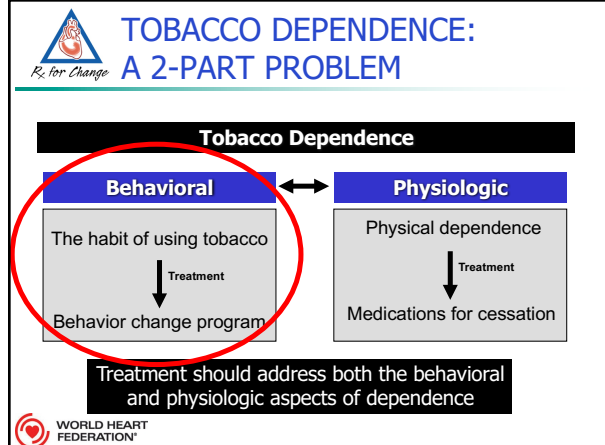 TOBACCO DEPENDENCE:
Rx for Change A 2-PART PROBLEM
Tobacco Dependence
Behavioral
The habit of using tobacco
Treatment
Behavior change program
Physiologic
Physical dependence
Treatment
Medications for cessation
Treatment should address both the behavioral
and physiologic aspects of dependence
WORLD HEART
FEDERATION®